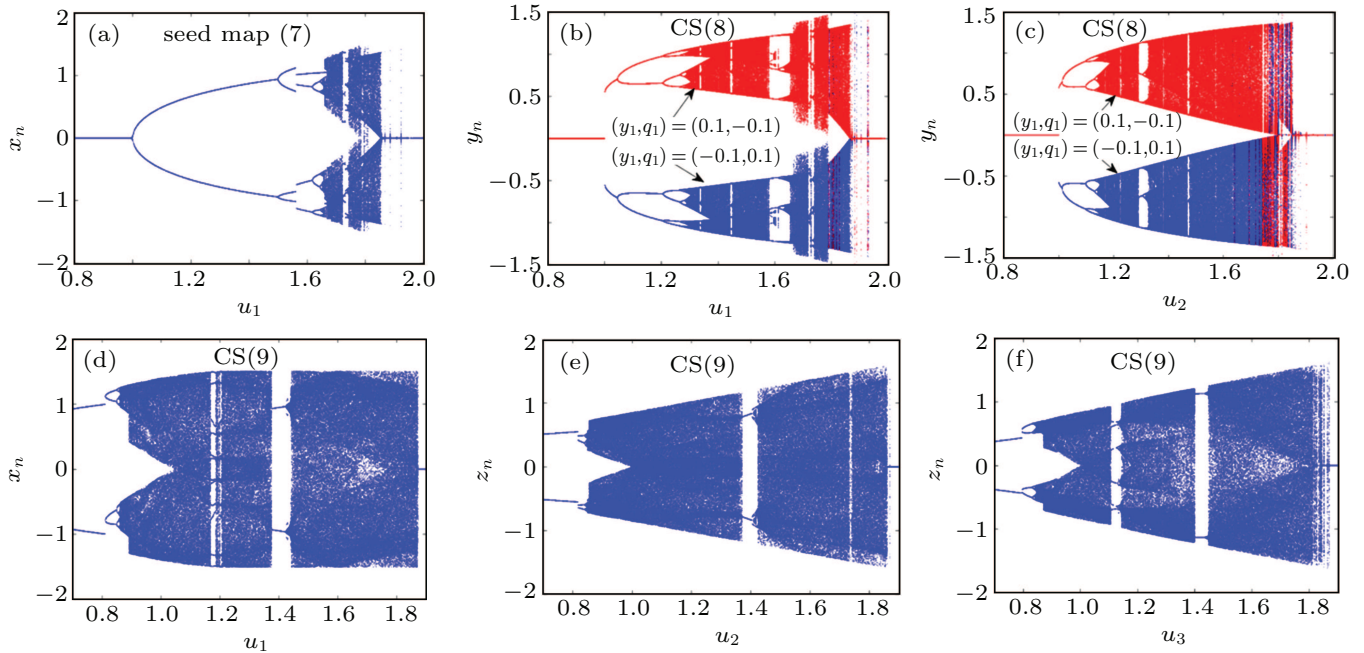 (a) seed map (7)
2
1
0
−1
−2
x_n
0.8 1.2 1.6 2.0
u_1
(b) CS(8)
1.5
0.5
−0.5
−1.5
y_n
(y_1,q_1)=(0.1,−0.1)
(y_1,q_1)=(−0.1,0.1)
0.8 1.2 1.6 2.0
u_1
(c) CS(8)
1.5
0.5
−0.5
−1.5
y_n
(y_1,q_1)=(0.1,−0.1)
(y_1,q_1)=(−0.1,0.1)
0.8 1.2 1.6 2.0
u_2
(d) CS(9)
2
1
0
−1
−2
x_n
0.8 1.0 1.2 1.4 1.6 1.8
u_1
(e) CS(9)
2
1
0
−1
−2
z_n
0.8 1.0 1.2 1.4 1.6 1.8
u_2
(f) CS(9)
2
1
0
−1
−2
z_n
0.8 1.0 1.2 1.4 1.6 1.8
u_3